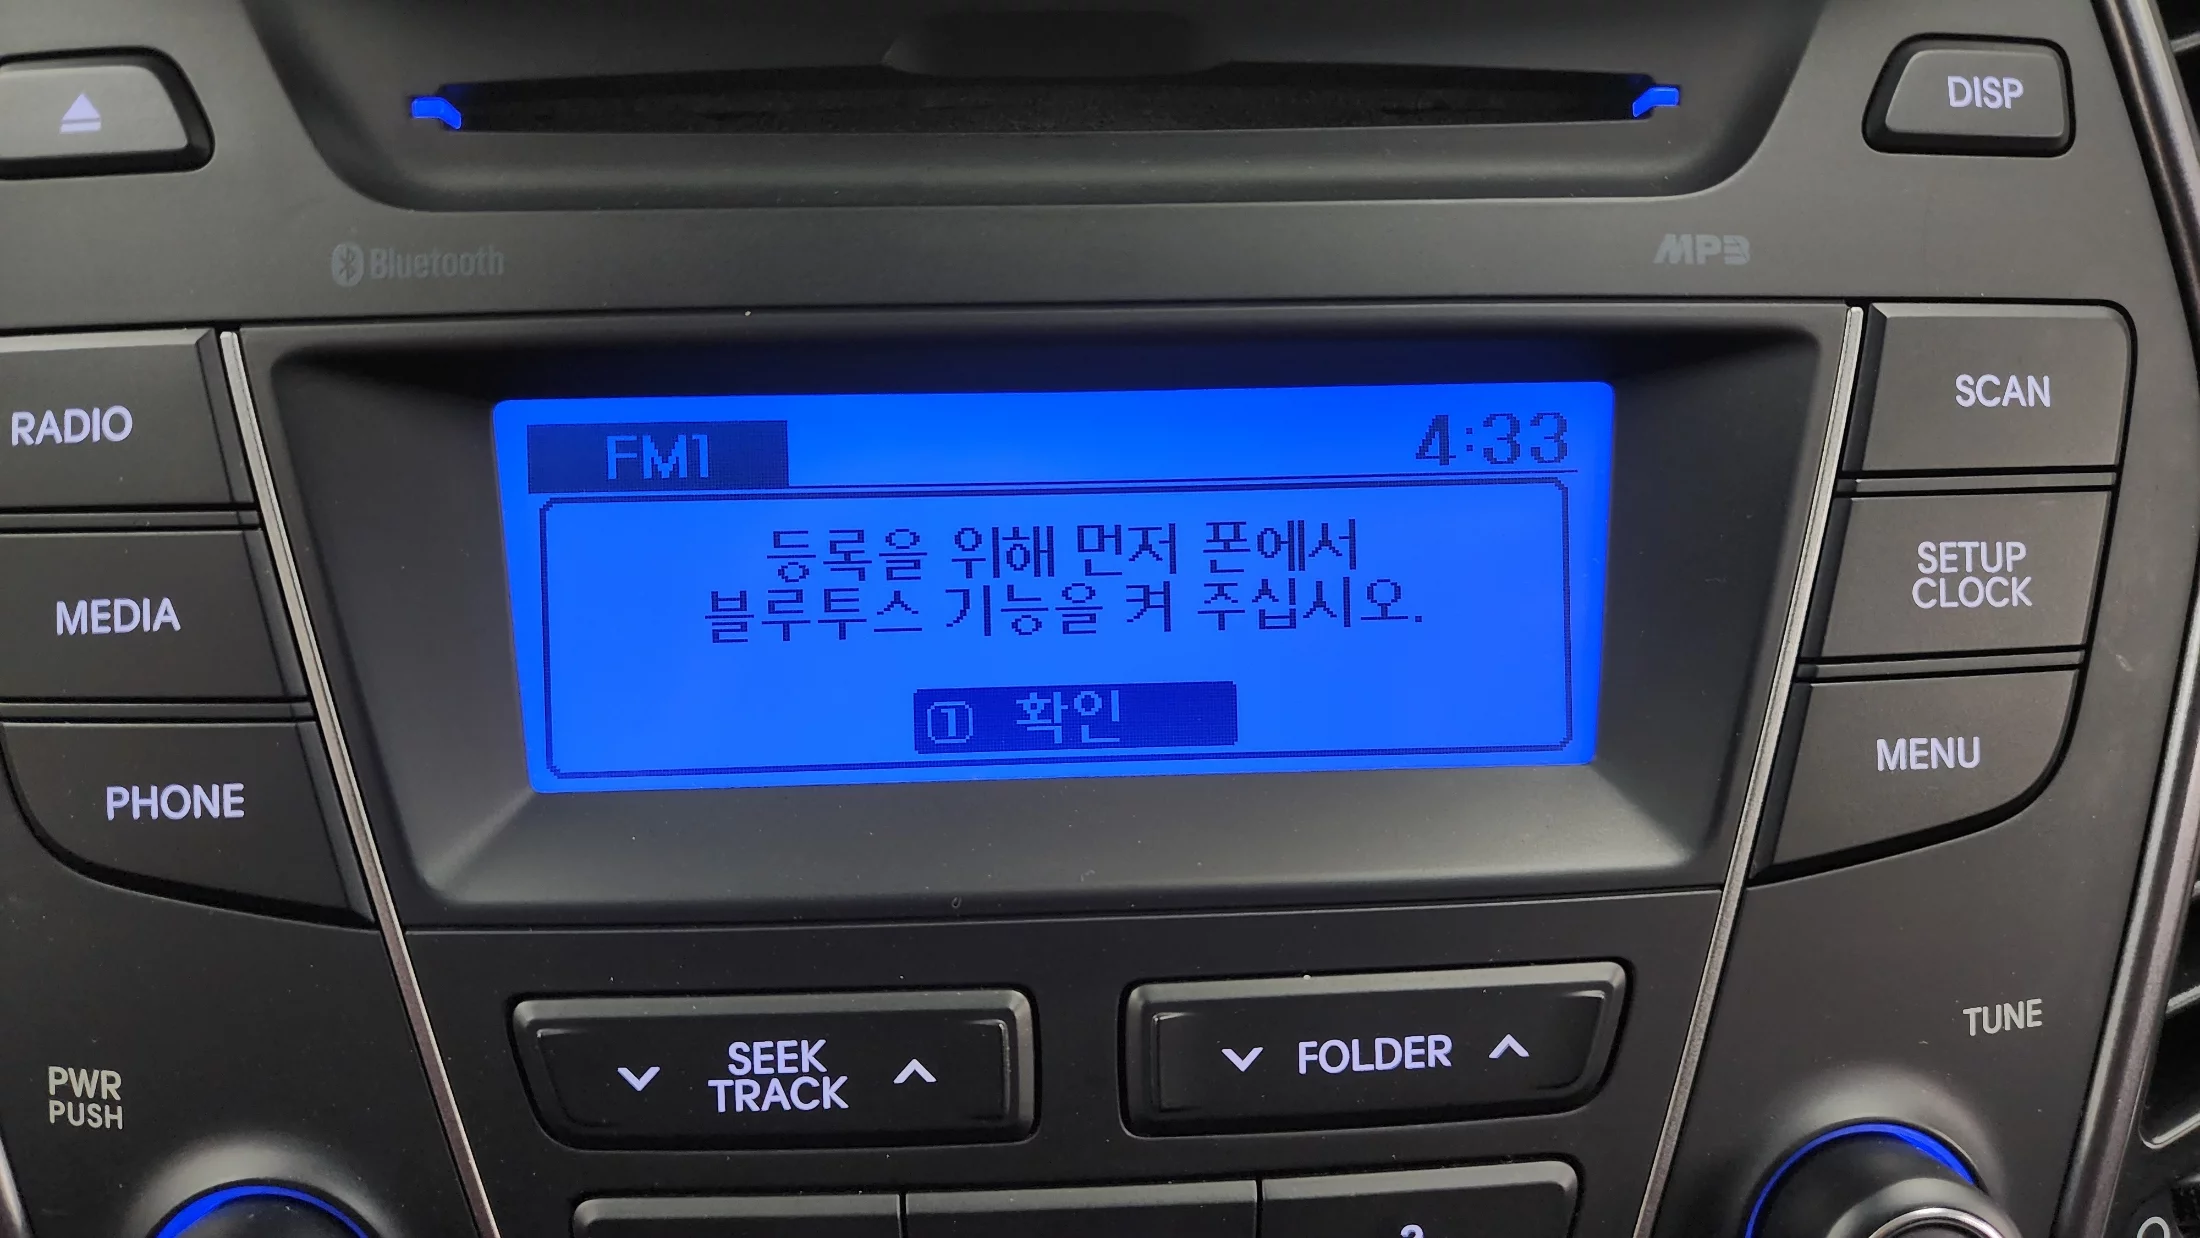 DISP
Bluetooth
MP3
RADIO
SCAN
FM1
4:33
등록을 위해 먼저 폰에서
블루투스 기능을 켜 주십시오.
① 확인
MEDIA
SETUP
CLOCK
PHONE
MENU
SEEK
TRACK
FOLDER
TUNE
PWR
PUSH